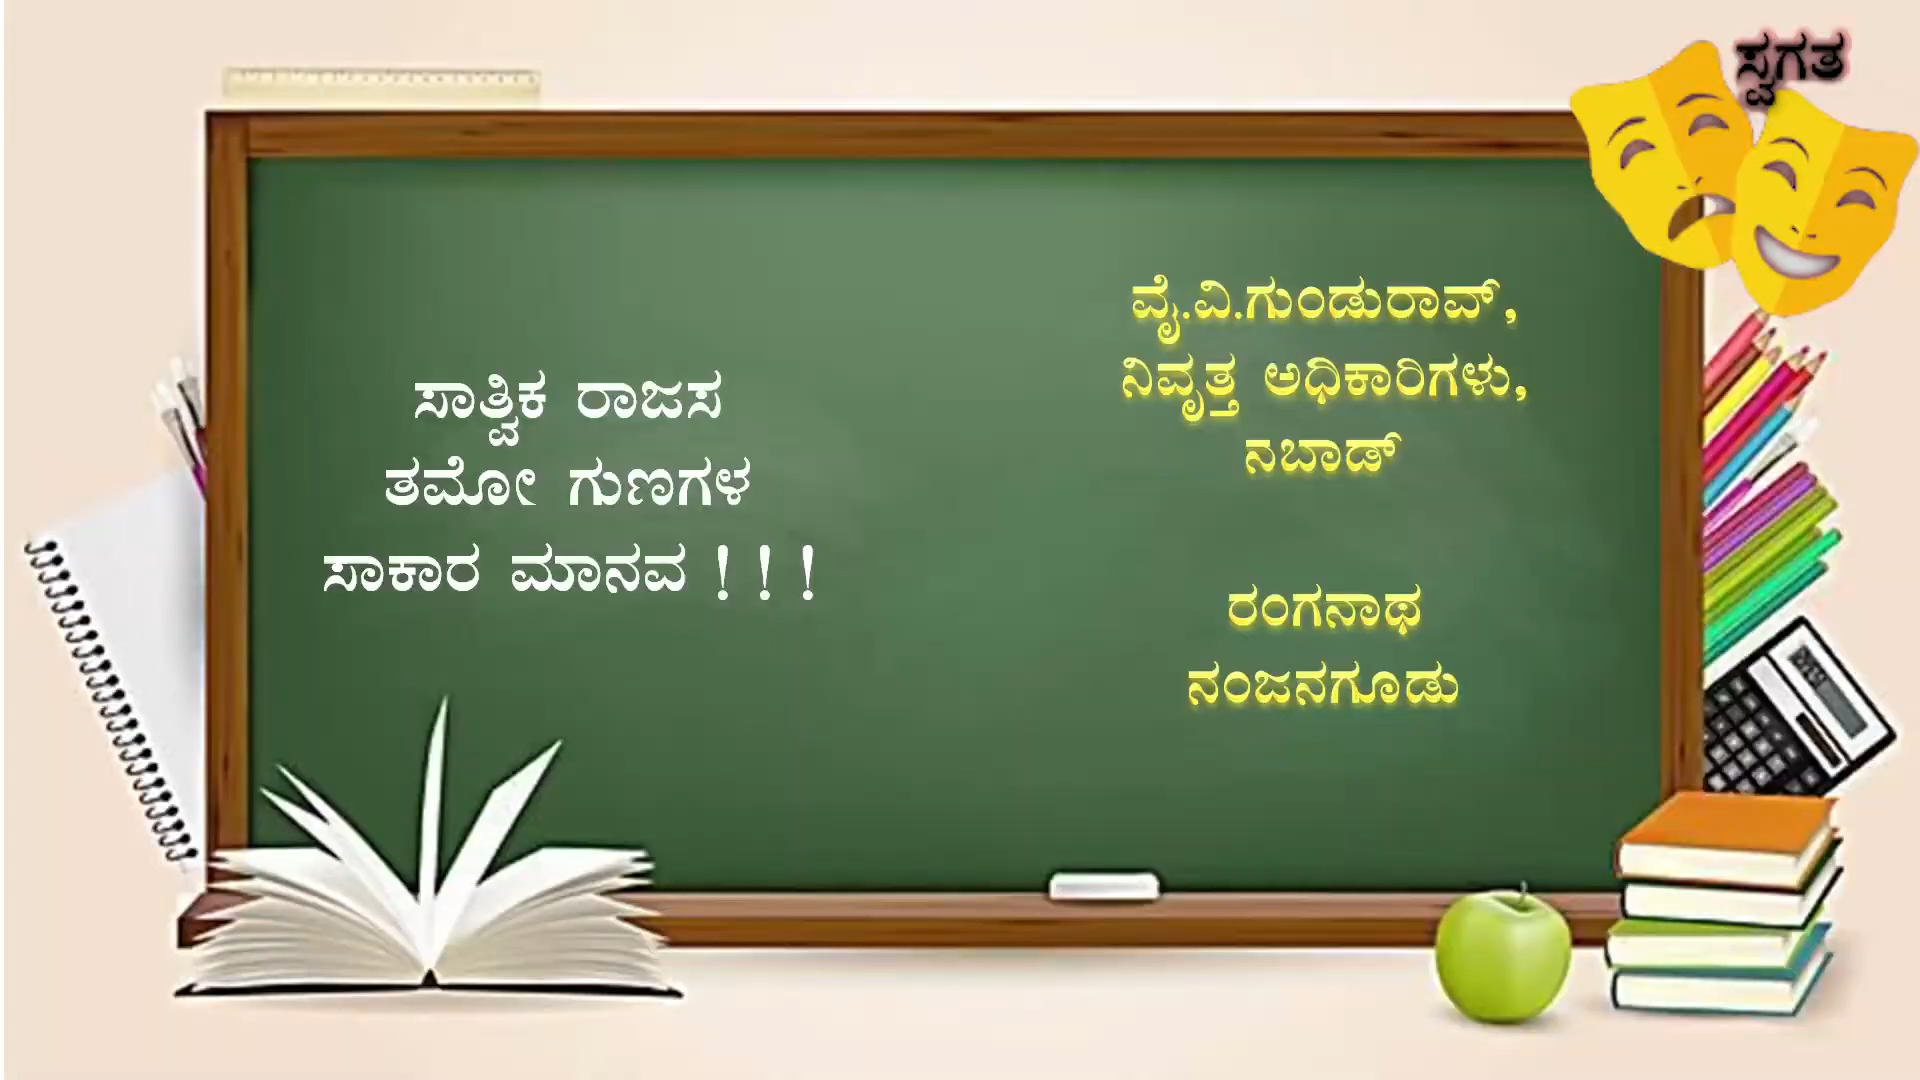 ಸ್ವಗತ
ಸಾತ್ವಿಕ ರಾಜಸ
ತಮೋ ಗುಣಗಳ
ಸಾಕಾರ ಮಾನವ ! ! !
ವೈ.ವಿ.ಗುಂಡುರಾವ್,
ನಿವೃತ್ತ ಅಧಿಕಾರಿಗಳು,
ನಬಾಡ್
ರಂಗನಾಥ
ನಂಜನಗೂಡು